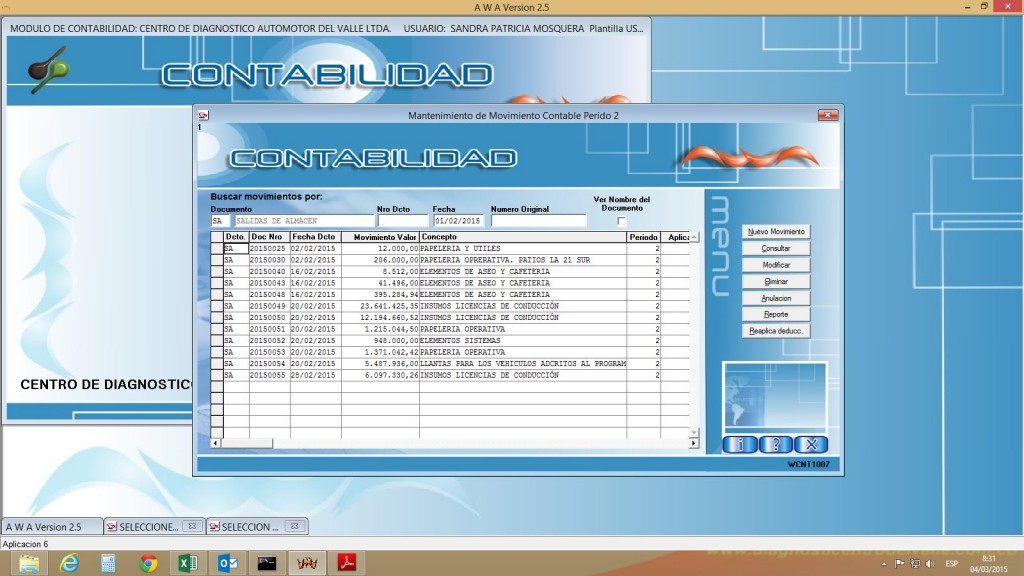 A W A Version 2.5
MODULO DE CONTABILIDAD: CENTRO DE DIAGNOSTICO AUTOMOTOR DEL VALLE LTDA. USUARIO: SANDRA PATRICIA MOSQUERA Plantilla US...
CONTABILIDAD
Mantenimiento de Movimiento Contable Perido 2
1
CONTABILIDAD
Buscar movimientos por:
Ver Nombre del Documento
Documento Nro Dcto Fecha Numero Original
SA SALIDAS DE ALMACEN 01/02/2015
Dcto. Doc Nro Fecha Dcto Movimiento Valor Concepto Periodo Aplica
SA 20150025 02/02/2015 12.000,00 PAPELERIA Y UTILES 2
SA 20150030 02/02/2015 206.000,00 PAPELERIA OPRERATIVA. PATIOS LA 21 SUR 2
SA 20150040 16/02/2015 8.512,00 ELEMENTOS DE ASEO Y CAFETERIA 2
SA 20150043 16/02/2015 41.496,00 ELEMENTOS DE ASEO Y CAFETERIA 2
SA 20150048 16/02/2015 395.284,94 ELEMENTOS DE ASEO Y CAFETERIA 2
SA 20150049 20/02/2015 23.641.425,35 INSUMOS LICENCIAS DE CONDUCCIÓN 2
SA 20150050 20/02/2015 12.194.660,52 INSUMOS LICENCIAS DE CONDUCCIÓN 2
SA 20150051 20/02/2015 1.215.044,50 PAPELERIA OPERATIVA 2
SA 20150052 20/02/2015 948.000,00 ELEMENTOS SISTEMAS 2
SA 20150053 20/02/2015 1.371.042,42 PAPELERIA OPERATIVA 2
SA 20150054 20/02/2015 5.487.936,00 LLANTAS PARA LOS VEHICULOS ADCRITOS AL PROGRAM 2
SA 20150055 28/02/2015 6.097.330,26 INSUMOS LICENCIAS DE CONDUCCIÓN 2
menu
Nuevo Movimiento
Consultar
Modificar
Eliminar
Anulacion
Reporte
Reaplica deducc.
WCNT1007
CENTRO DE DIAGNOSTIC
A W A Version 2.5 SELECCIONE... SELECCION ...
Aplicacion 6
ESP
8:31
04/03/2015